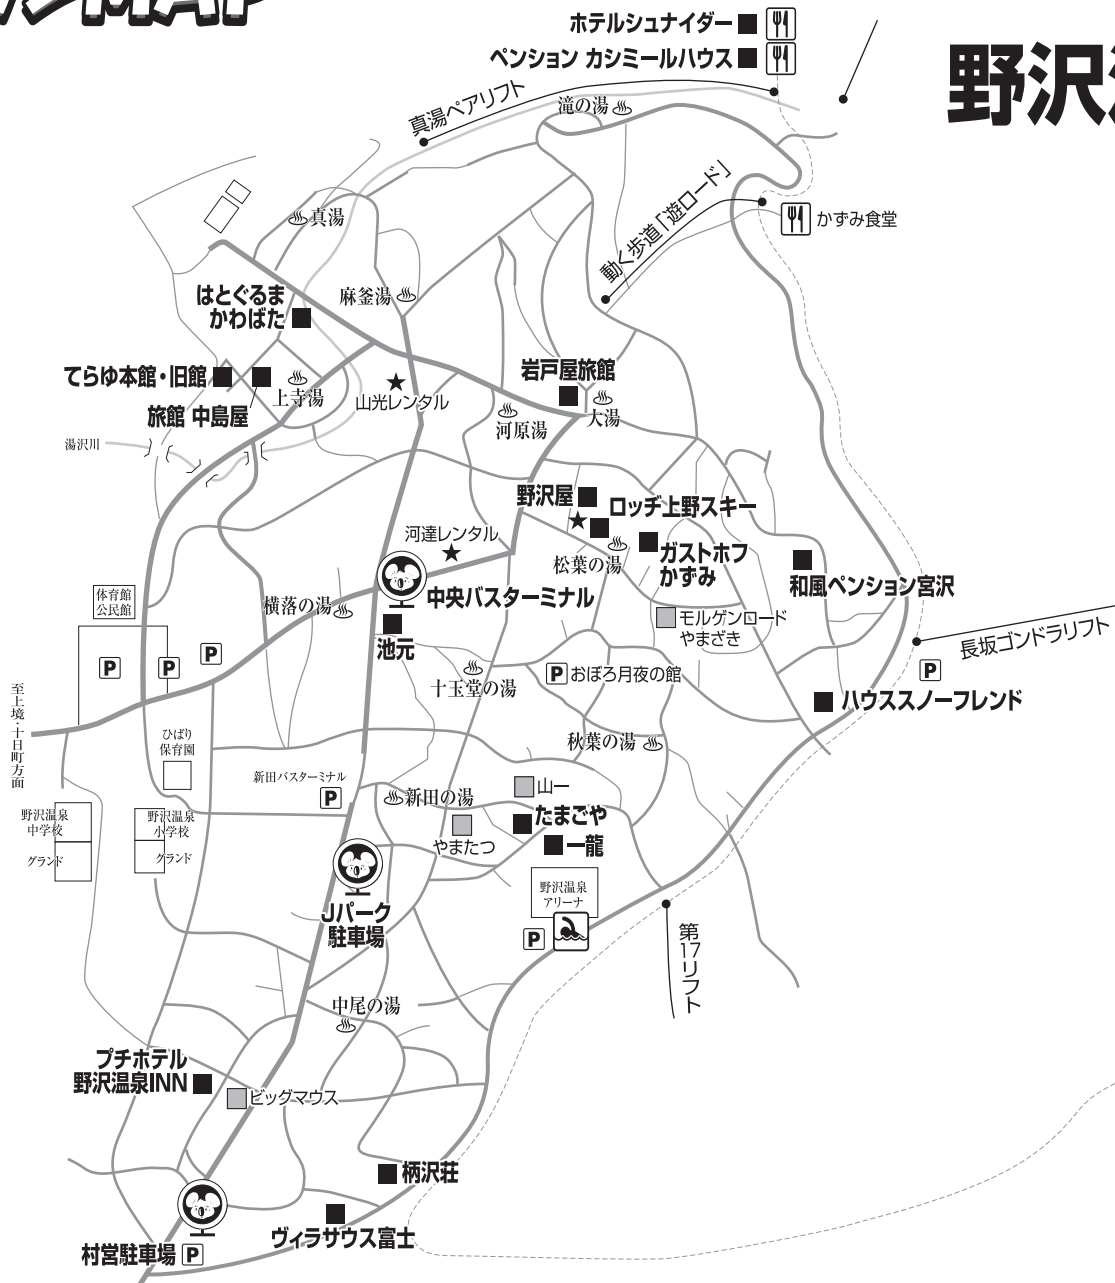 MAP
ホテルシュナイダー
ペンション カシミールハウス
野沢
真湯ペアリフト
滝の湯
動く歩道「遊ロード」
かずみ食堂
真湯
麻釜湯
はとぐるま
かわばた
岩戸屋旅館
てらゆ本館・旧館
上寺湯
旅館 中島屋
山光レンタル
河原湯
大湯
湯沢川
野沢屋
ロッヂ上野スキー
河達レンタル
松葉の湯
ガストホフ
かずみ
和風ペンション宮沢
体育館
公民館
横落の湯
中央バスターミナル
モルゲンロード
やまざき
池元
長坂ゴンドラリフト
P
P
P
十玉堂の湯
P おぼろ月夜の館
P
ハウススノーフレンド
至上境・十日町方面
ひばり
保育園
秋葉の湯
新田バスターミナル
P
新田の湯
山一
野沢温泉
中学校
グランド
野沢温泉
小学校
グランド
やまたつ
たまごや
一龍
野沢温泉
アリーナ
P
Jパーク
駐車場
第17リフト
中尾の湯
プチホテル
野沢温泉INN
ビッグマウス
柄沢荘
ヴィラサウス富士
村営駐車場 P